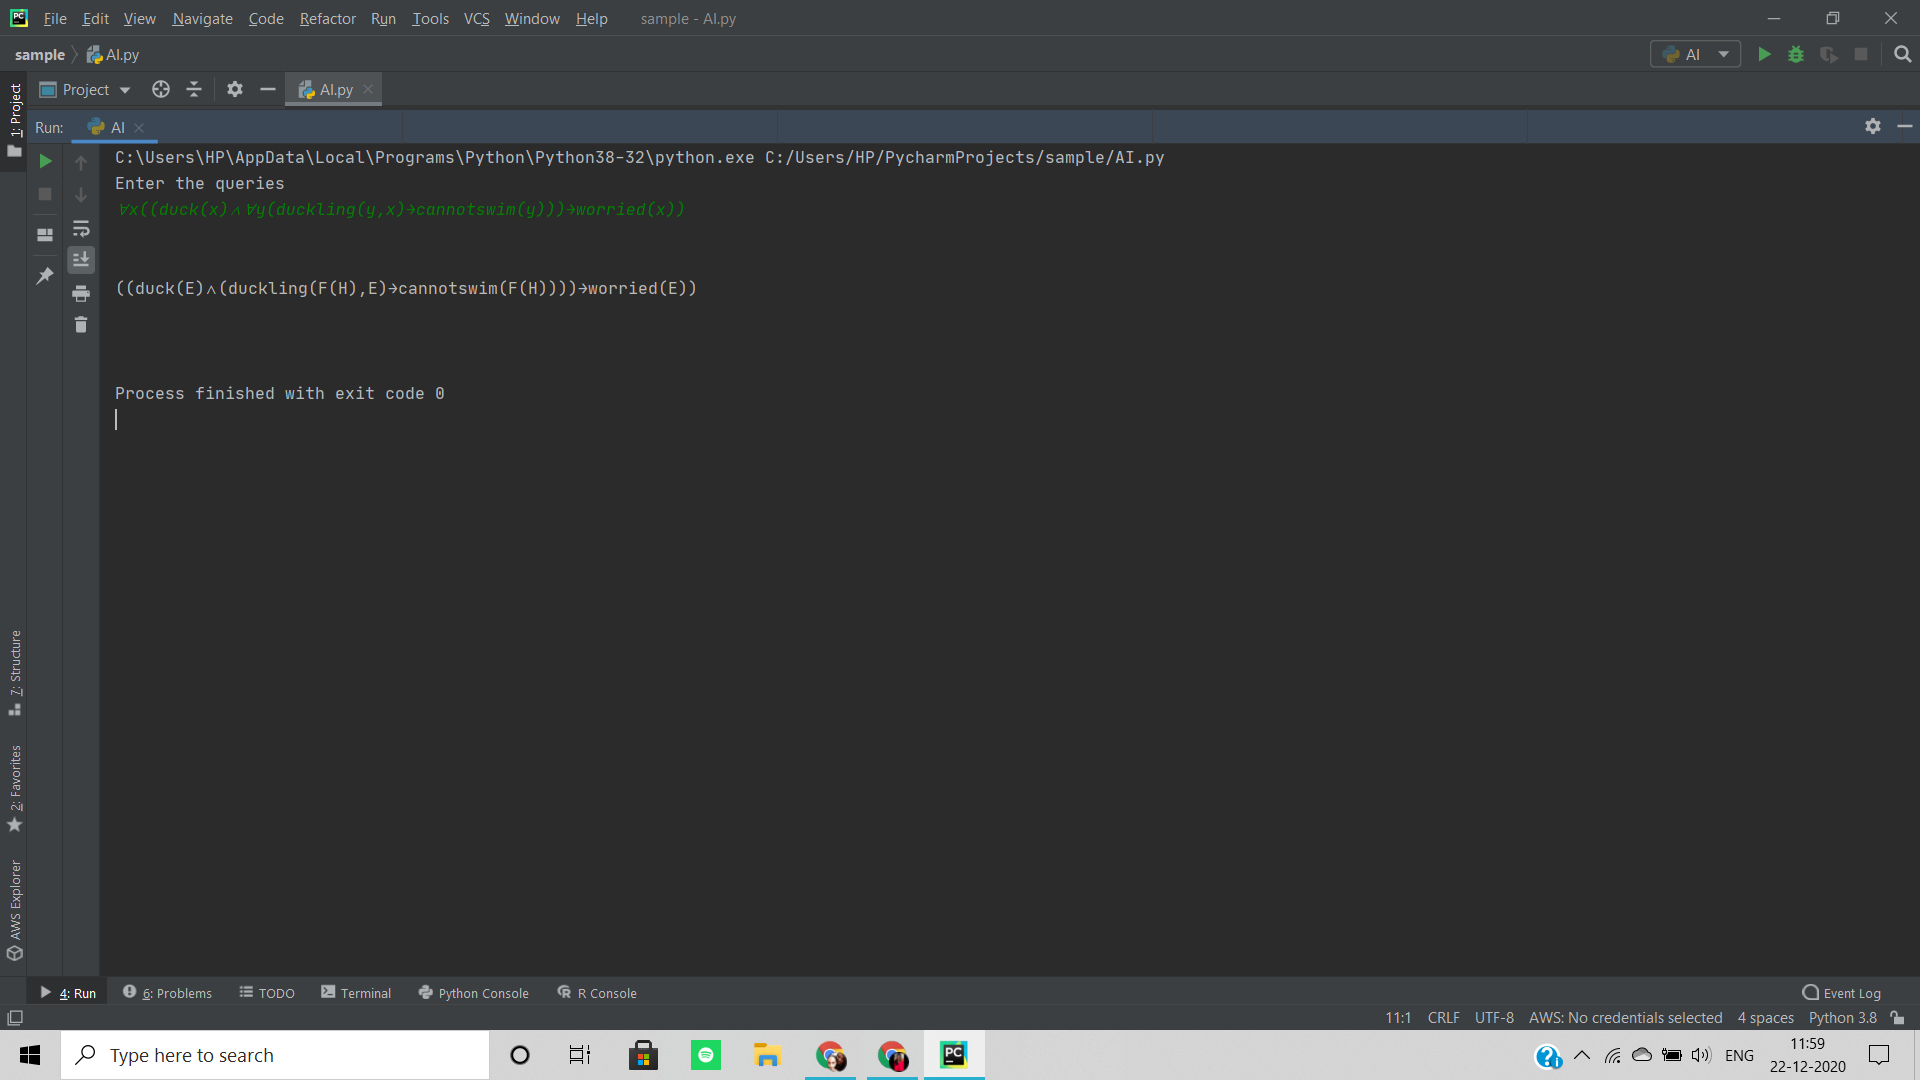 File Edit View Navigate Code Refactor Run Tools VCS Window Help sample - AI.py
sample AI.py
AI
1: Project
Project AI.py
Run: AI
C:\Users\HP\AppData\Local\Programs\Python\Python38-32\python.exe C:/Users/HP/PycharmProjects/sample/AI.py
Enter the queries
∀x((duck(x)∧∀y(duckling(y,x)→cannotswim(y)))→worried(x))
((duck(E)∧(duckling(F(H),E)→cannotswim(F(H))))→worried(E))
Process finished with exit code 0
7: Structure
2: Favorites
AWS Explorer
4: Run 6: Problems TODO Terminal Python Console R Console Event Log
11:1 CRLF UTF-8 AWS: No credentials selected 4 spaces Python 3.8
Type here to search
ENG
11:59
22-12-2020